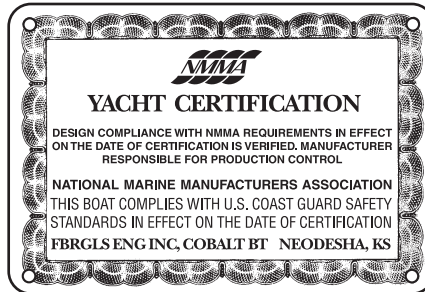 NMMA
YACHT CERTIFICATION
DESIGN COMPLIANCE WITH NMMA REQUIREMENTS IN EFFECT
ON THE DATE OF CERTIFICATION IS VERIFIED. MANUFACTURER
RESPONSIBLE FOR PRODUCTION CONTROL
NATIONAL MARINE MANUFACTURERS ASSOCIATION
THIS BOAT COMPLIES WITH U.S. COAST GUARD SAFETY
STANDARDS IN EFFECT ON THE DATE OF CERTIFICATION
FBRGLS ENG INC, COBALT BT NEODESHA, KS